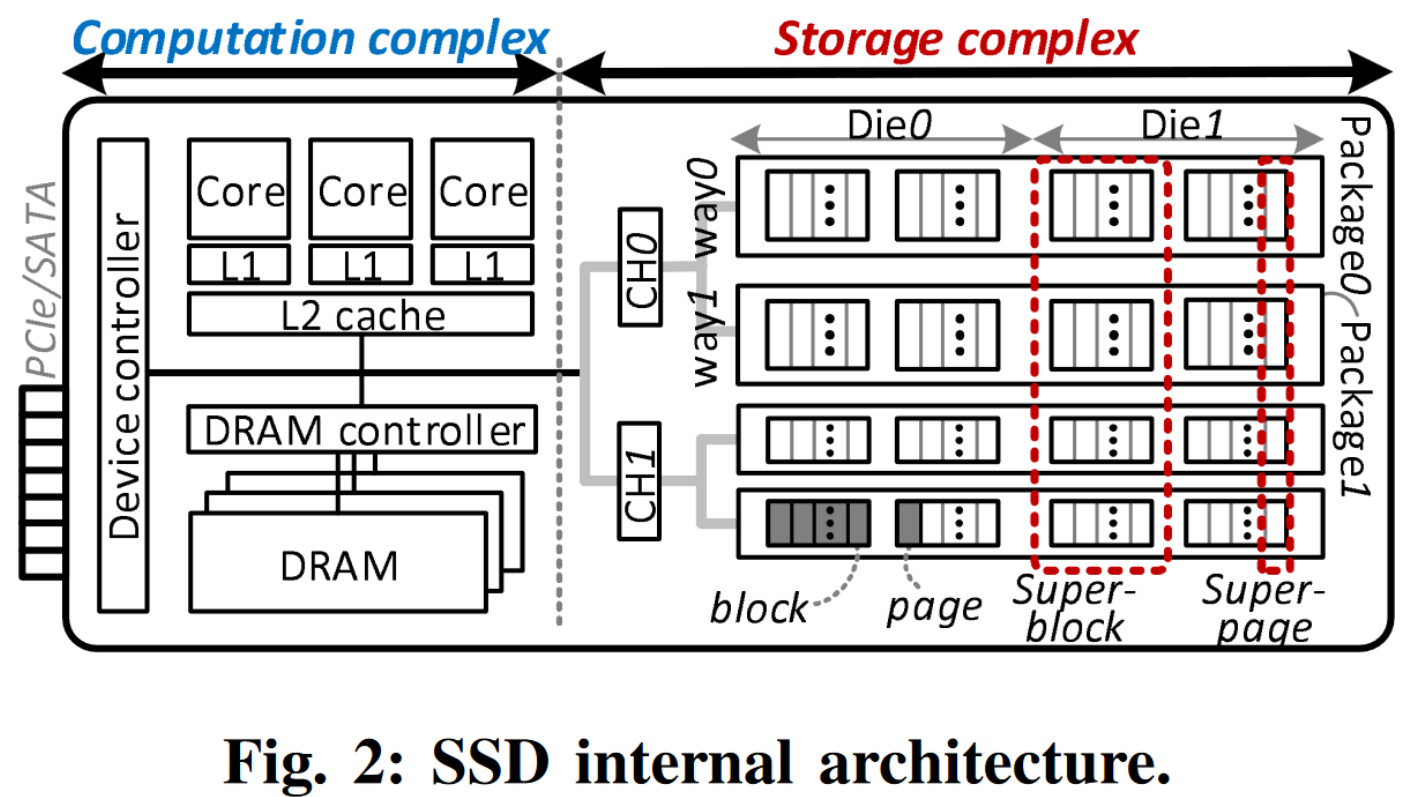 Computation complex
Storage complex
PCIe/SATA
Device controller
Core
Core
Core
L1
L1
L1
L2 cache
DRAM controller
DRAM
CH0
CH1
way0
way1
Die0
Die1
Package0
Package1
block
page
Super-
block
Super-
page
Fig. 2: SSD internal architecture.